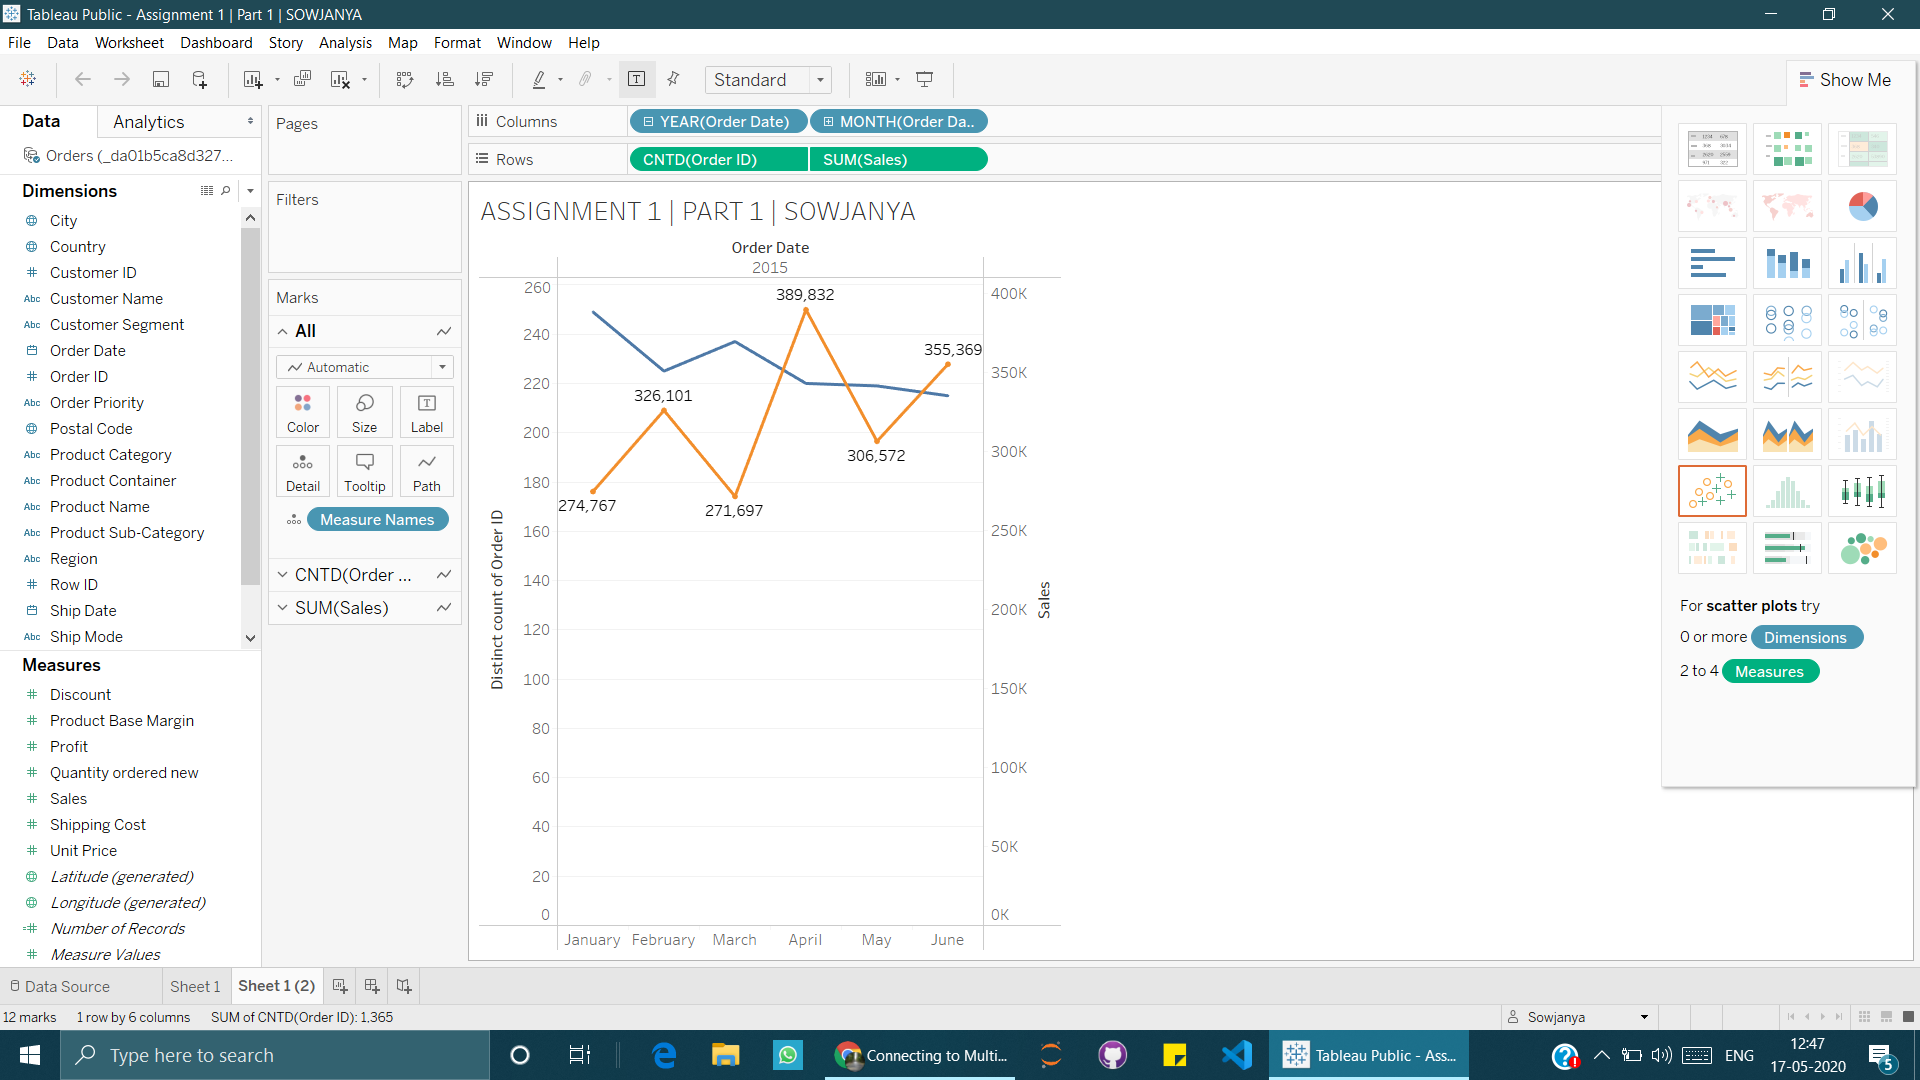 Tableau Public - Assignment 1 | Part 1 | SOWJANYA
File Data Worksheet Dashboard Story Analysis Map Format Window Help
Standard
Show Me
Data Analytics
Orders (_da01b5ca8d327...
Dimensions
City
Country
Customer ID
Abc Customer Name
Abc Customer Segment
Order Date
Order ID
Abc Order Priority
Postal Code
Abc Product Category
Abc Product Container
Abc Product Name
Abc Product Sub-Category
Abc Region
Row ID
Ship Date
Abc Ship Mode
Measures
Discount
Product Base Margin
Profit
Quantity ordered new
Sales
Shipping Cost
Unit Price
Latitude (generated)
Longitude (generated)
Number of Records
Measure Values
Pages
Filters
Marks
All
Automatic
Color Size Label
Detail Tooltip Path
Measure Names
CNTD(Order ...
SUM(Sales)
Columns YEAR(Order Date) MONTH(Order Da..
Rows CNTD(Order ID) SUM(Sales)
ASSIGNMENT 1 | PART 1 | SOWJANYA
Order Date
2015
260
240
220
200
180
160
140
120
100
80
60
40
20
0
Distinct count of Order ID
389,832
355,369
326,101
306,572
274,767
271,697
400K
350K
300K
250K
200K
150K
100K
50K
0K
Sales
January February March April May June
For scatter plots try
0 or more Dimensions
2 to 4 Measures
Data Source Sheet 1 Sheet 1 (2)
12 marks 1 row by 6 columns SUM of CNTD(Order ID): 1,365
Sowjanya
Type here to search
Connecting to Multi...
Tableau Public - Ass...
ENG
12:47
17-05-2020
5